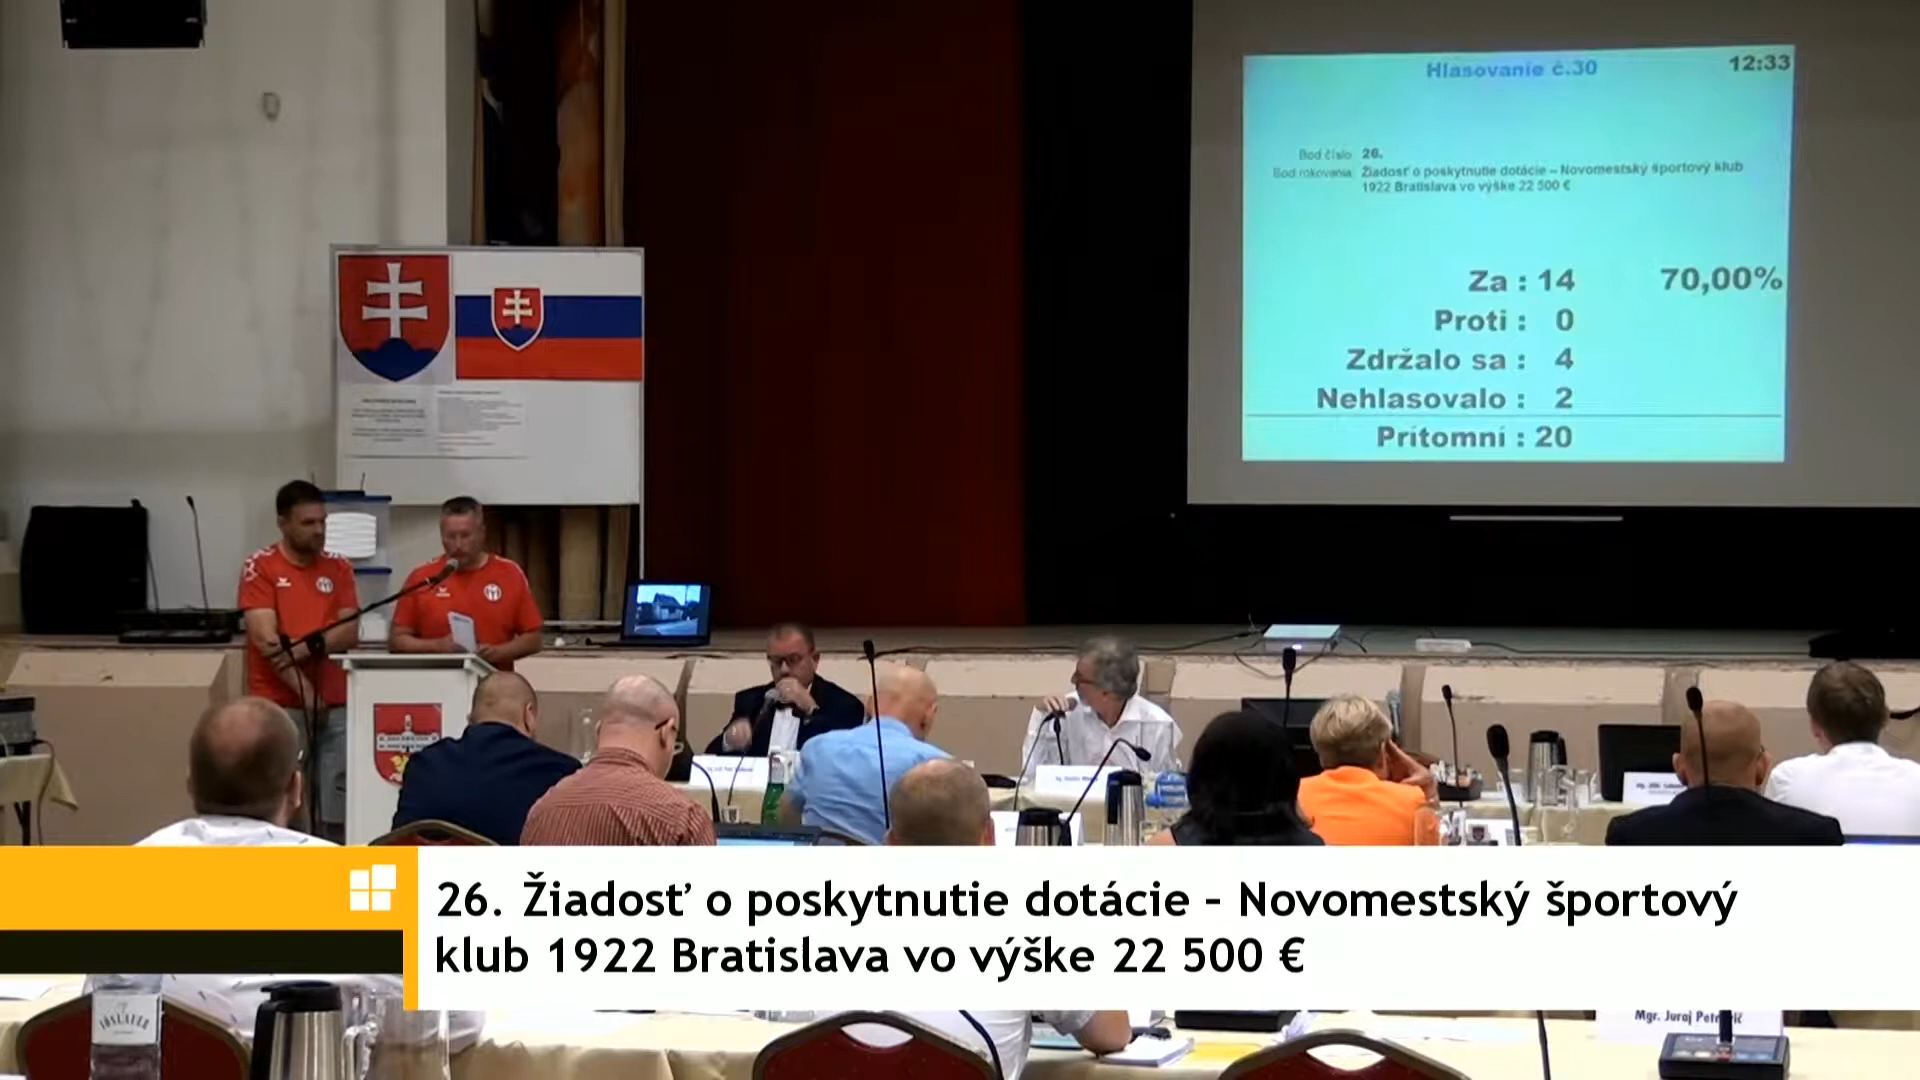 Hlasovanie č.30
12:33
Bod číslo: 26.
Bod rokovania: Žiadosť o poskytnutie dotácie – Novomestský športový klub
1922 Bratislava vo výške 22 500 €
Za : 14 70,00%
Proti : 0
Zdržalo sa : 4
Nehlasovalo : 2
Prítomní : 20
26. Žiadosť o poskytnutie dotácie – Novomestský športový
klub 1922 Bratislava vo výške 22 500 €
Mgr. Juraj